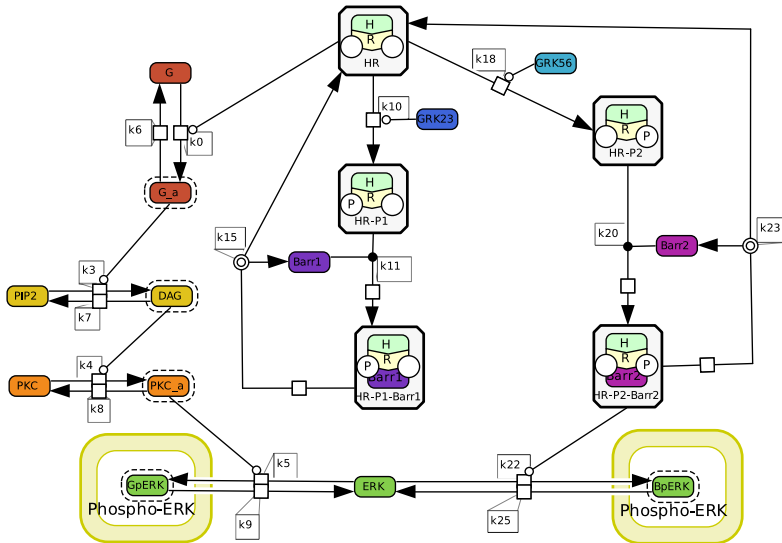 H
R
HR
k18
GRK56
G
k10
GRK23
k6
k0
H
R
P
HR-P2
H
R
P
HR-P1
G_a
k15
k20
Barr2
k23
Barr1
k11
k3
PIP2
DAG
k7
H
R
P
Barr1
HR-P1-Barr1
H
R
P
Barr2
HR-P2-Barr2
k4
PKC
PKC_a
k8
k5
k22
GpERK
ERK
BpERK
Phospho-ERK
k9
k25
Phospho-ERK